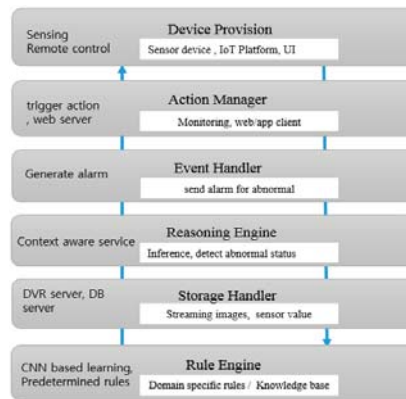 Sensing
Remote control
Device Provision
Sensor device , IoT Platform, UI
trigger action
, web server
Action Manager
Monitoring, web/app client
Generate alarm
Event Handler
send alarm for abnormal
Context aware service
Reasoning Engine
Inference, detect abnormal status
DVR server, DB
server
Storage Handler
Streaming images, sensor value
CNN based learning,
Predetermined rules
Rule Engine
Domain specific rules / Knowledge base